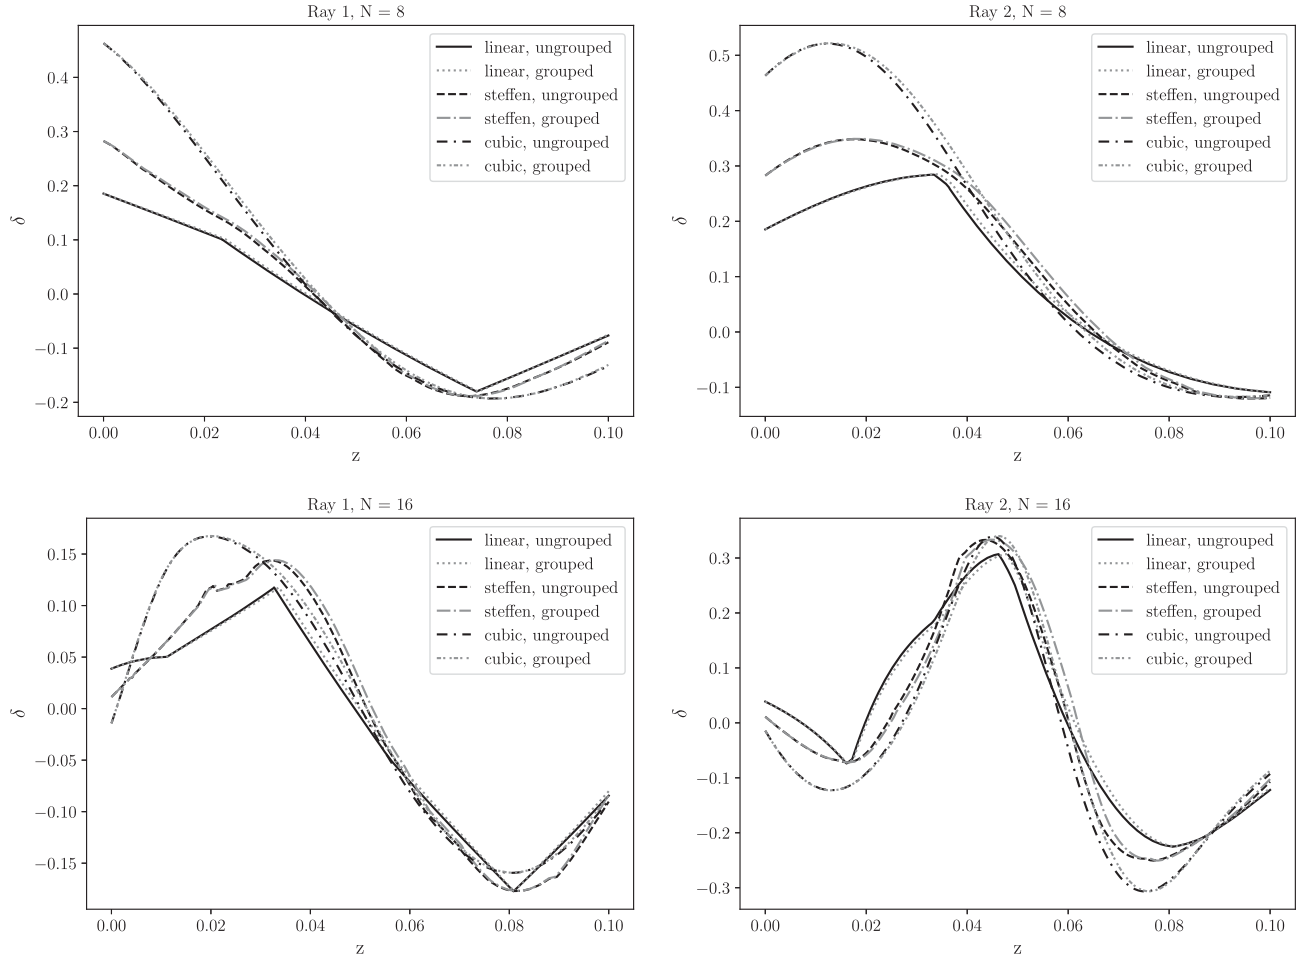 Ray 1, N = 8
linear, ungrouped
linear, grouped
steffen, ungrouped
steffen, grouped
cubic, ungrouped
cubic, grouped
0.4
0.3
0.2
0.1
0.0
−0.1
−0.2
δ
0.00 0.02 0.04 0.06 0.08 0.10
z
Ray 2, N = 8
linear, ungrouped
linear, grouped
steffen, ungrouped
steffen, grouped
cubic, ungrouped
cubic, grouped
0.5
0.4
0.3
0.2
0.1
0.0
−0.1
δ
0.00 0.02 0.04 0.06 0.08 0.10
z
Ray 1, N = 16
linear, ungrouped
linear, grouped
steffen, ungrouped
steffen, grouped
cubic, ungrouped
cubic, grouped
0.15
0.10
0.05
0.00
−0.05
−0.10
−0.15
δ
0.00 0.02 0.04 0.06 0.08 0.10
z
Ray 2, N = 16
linear, ungrouped
linear, grouped
steffen, ungrouped
steffen, grouped
cubic, ungrouped
cubic, grouped
0.3
0.2
0.1
0.0
−0.1
−0.2
−0.3
δ
0.00 0.02 0.04 0.06 0.08 0.10
z